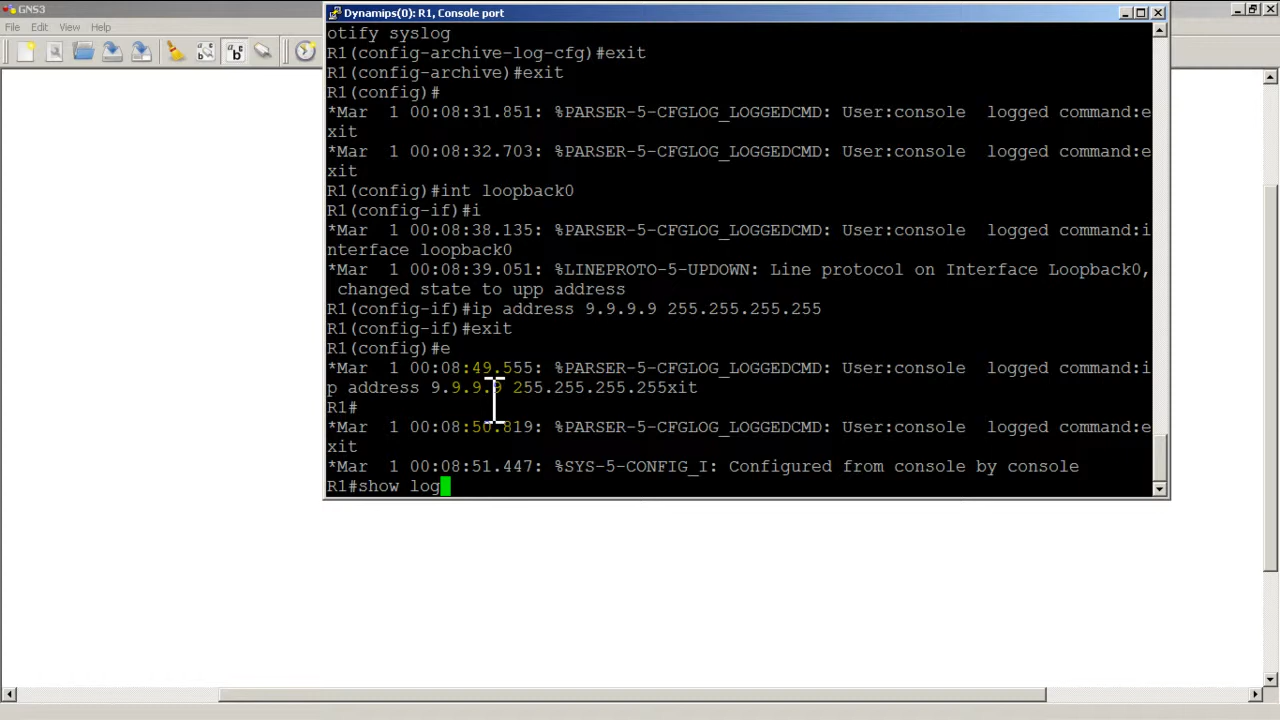 GNS3
File Edit View Help
Dynamips(0): R1, Console port
otify syslog
R1(config-archive-log-cfg)#exit
R1(config-archive)#exit
R1(config)#
*Mar  1 00:08:31.851: %PARSER-5-CFGLOG_LOGGEDCMD: User:console  logged command:e
xit
*Mar  1 00:08:32.703: %PARSER-5-CFGLOG_LOGGEDCMD: User:console  logged command:e
xit
R1(config)#int loopback0
R1(config-if)#i
*Mar  1 00:08:38.135: %PARSER-5-CFGLOG_LOGGEDCMD: User:console  logged command:i
nterface loopback0
*Mar  1 00:08:39.051: %LINEPROTO-5-UPDOWN: Line protocol on Interface Loopback0,
 changed state to upp address
R1(config-if)#ip address 9.9.9.9 255.255.255.255
R1(config-if)#exit
R1(config)#e
*Mar  1 00:08:49.555: %PARSER-5-CFGLOG_LOGGEDCMD: User:console  logged command:i
p address 9.9.9.9 255.255.255.255xit
R1#
*Mar  1 00:08:50.819: %PARSER-5-CFGLOG_LOGGEDCMD: User:console  logged command:e
xit
*Mar  1 00:08:51.447: %SYS-5-CONFIG_I: Configured from console by console
R1#show log